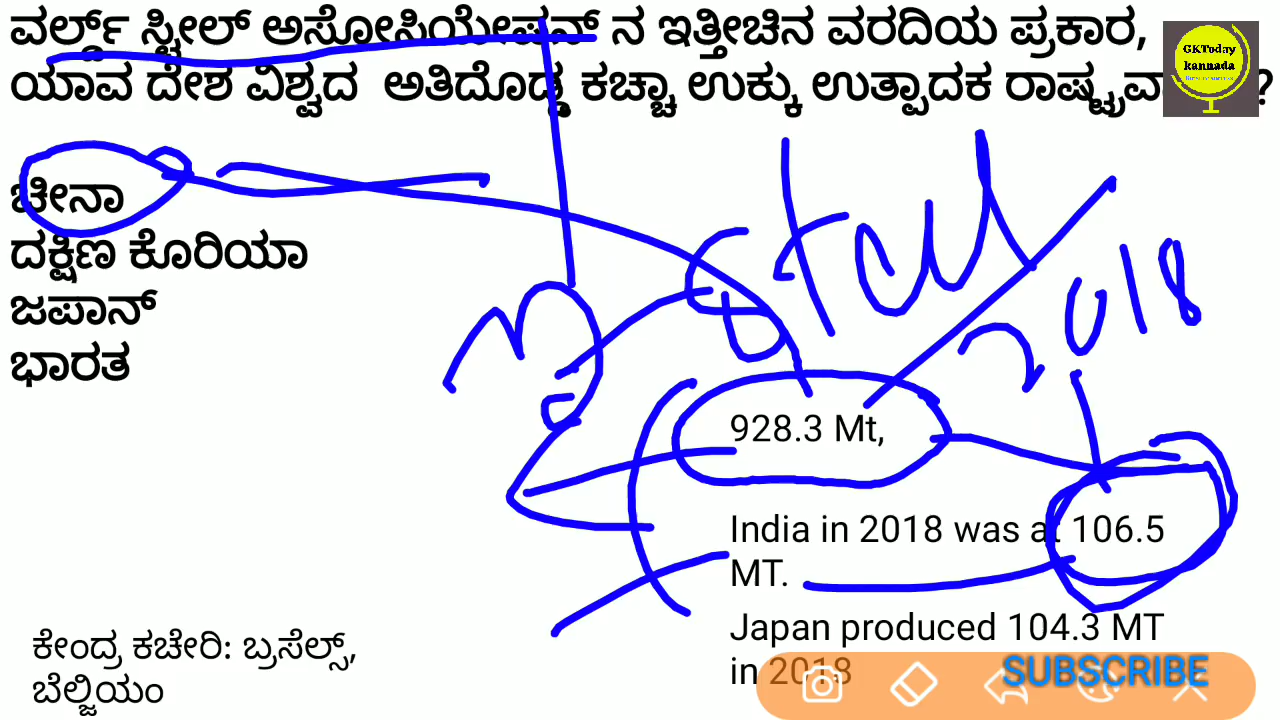 ವರ್ಲ್ಡ್ ಸ್ಟೀಲ್ ಅಸೋಸಿಯೇಷನ್ ನ ಇತ್ತೀಚಿನ ವರದಿಯ ಪ್ರಕಾರ,
ಯಾವ ದೇಶ ವಿಶ್ವದ ಅತಿದೊಡ್ಡ ಕಚ್ಚಾ ಉಕ್ಕು ಉತ್ಪಾದಕ ?
GKToday
kannada
ಚೀನಾ
ದಕ್ಷಿಣ ಕೊರಿಯಾ
ಜಪಾನ್
ಭಾರತ
2018
928.3 Mt,
India in 2018 was at 106.5
MT.
Japan produced 104.3 MT
in 2018
SUBSCRIBE
ಕೇಂದ್ರ ಕಚೇರಿ: ಬ್ರಸೆಲ್ಸ್,
ಬೆಲ್ಜಿಯಂ